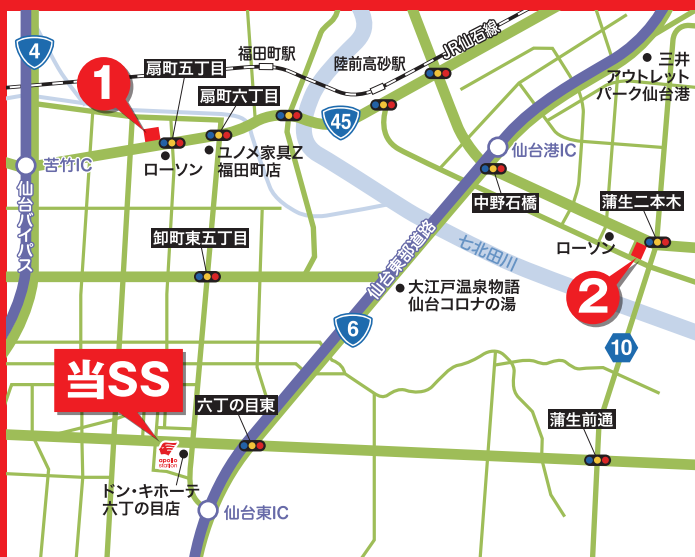 4
福田町駅
陸前高砂駅
JR仙石線
三井
アウトレット
パーク仙台港
1
扇町五丁目
扇町六丁目
45
ローソン
ユノメ家具Z
福田町店
苦竹IC
仙台バイパス
仙台港IC
中野石橋
蒲生二本木
ローソン
2
七北田川
卸町東五丁目
仙台東部道路
大江戸温泉物語
仙台コロナの湯
6
10
当SS
六丁の目東
蒲生前通
apollo
station
ドン・キホーテ
六丁の目店
仙台東IC